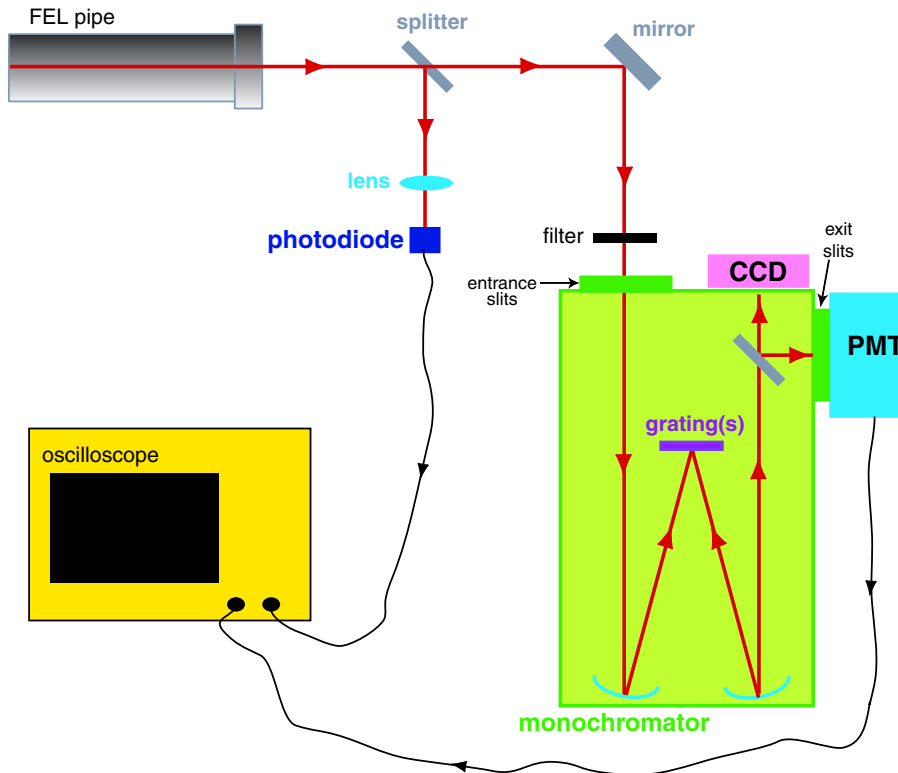 FEL pipe
splitter
mirror
lens
photodiode
filter
exit
slits
entrance
slits
CCD
PMT
grating(s)
oscilloscope
monochromator